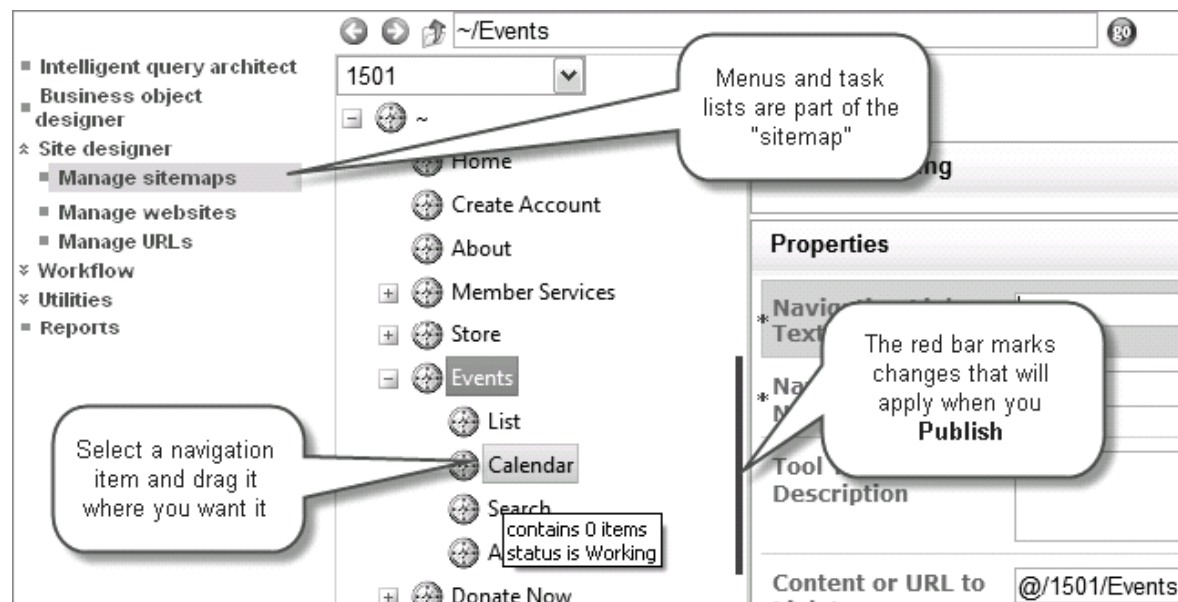 ~/Events
go
Intelligent query architect
Business object
designer
Site designer
Manage sitemaps
Manage websites
Manage URLs
Workflow
Utilities
Reports
1501
~
Home
Create Account
About
Member Services
Store
Events
List
Calendar
Search
contains 0 items
status is Working
Donate Now
Menus and task
lists are part of the
"sitemap"
Select a navigation
item and drag it
where you want it
Properties
The red bar marks
changes that will
apply when you
Publish
Text
Tool
Description
Content or URL to
@/1501/Events